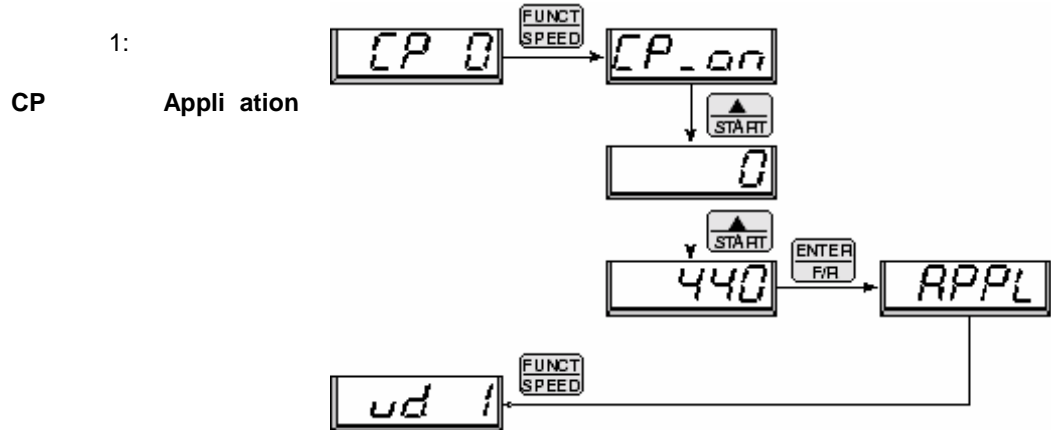 1:
CP Appli ation
CP 0
FUNCT
SPEED
CP_on
START
0
START
440
ENTER
F/R
APPL
FUNCT
SPEED
ud 1